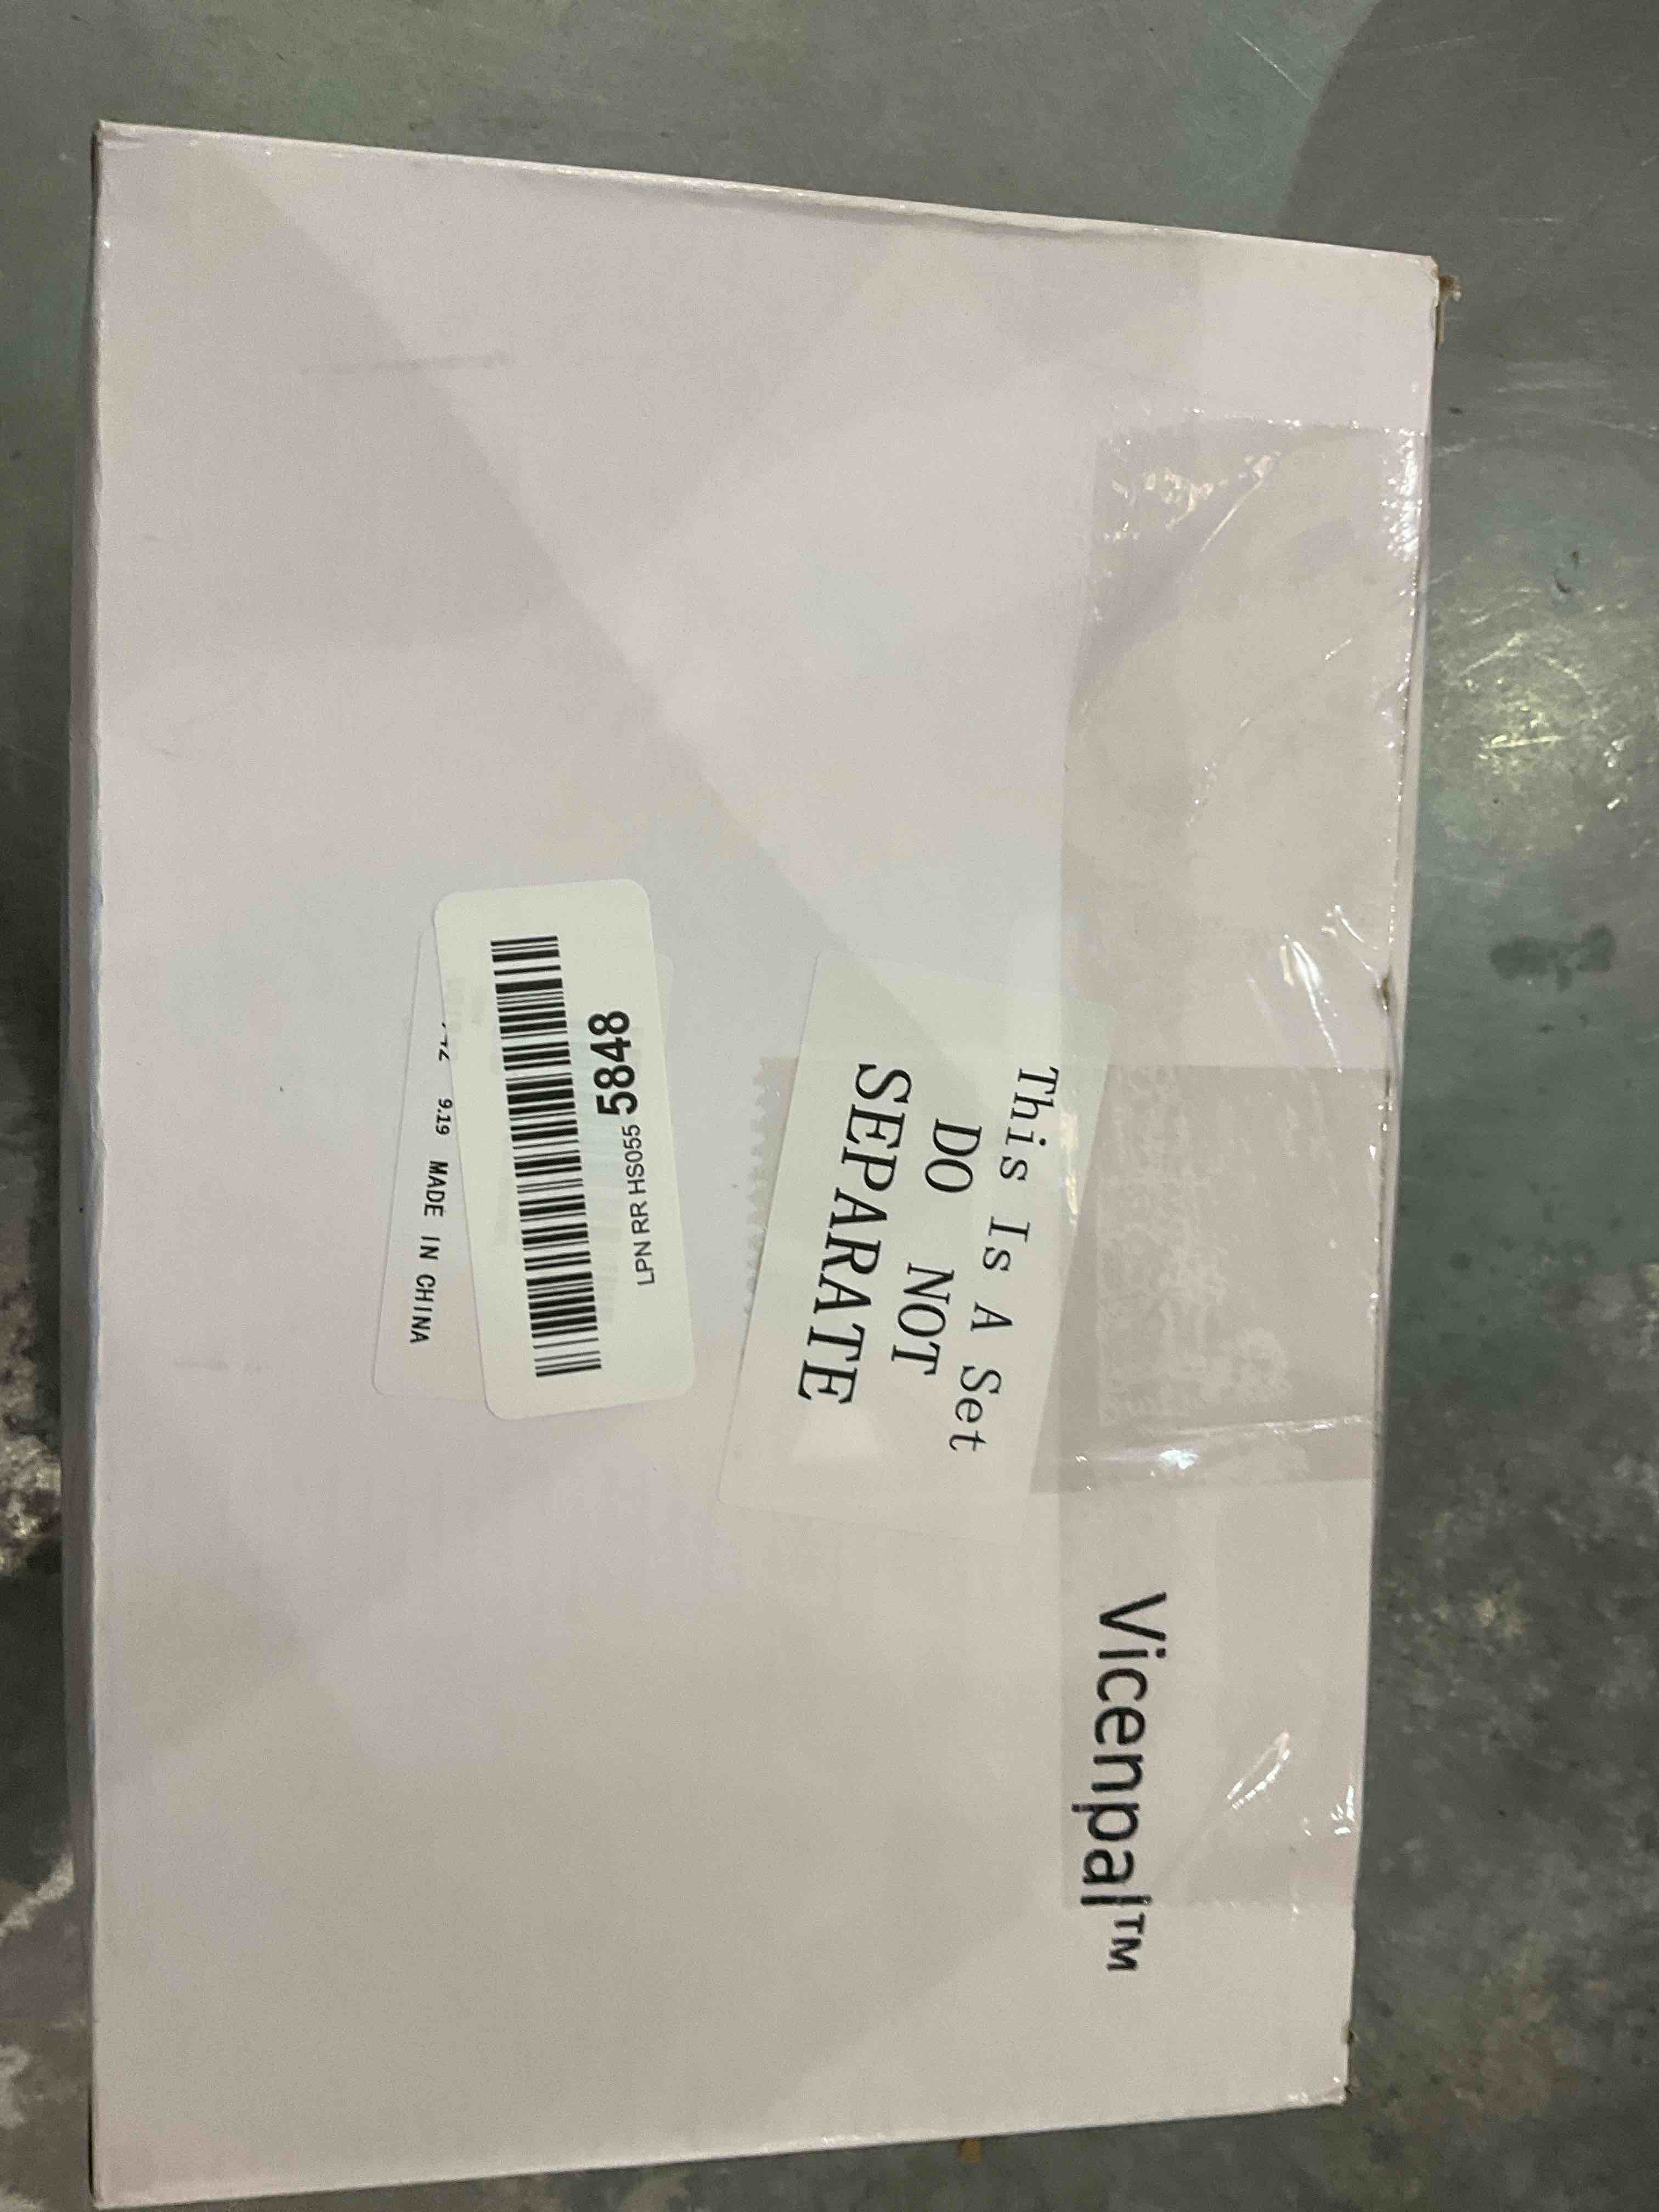 Vicenpal™
This Is A Set
DO NOT
SEPARATE
LPN RR HS055 5848
9.19 MADE IN CHINA